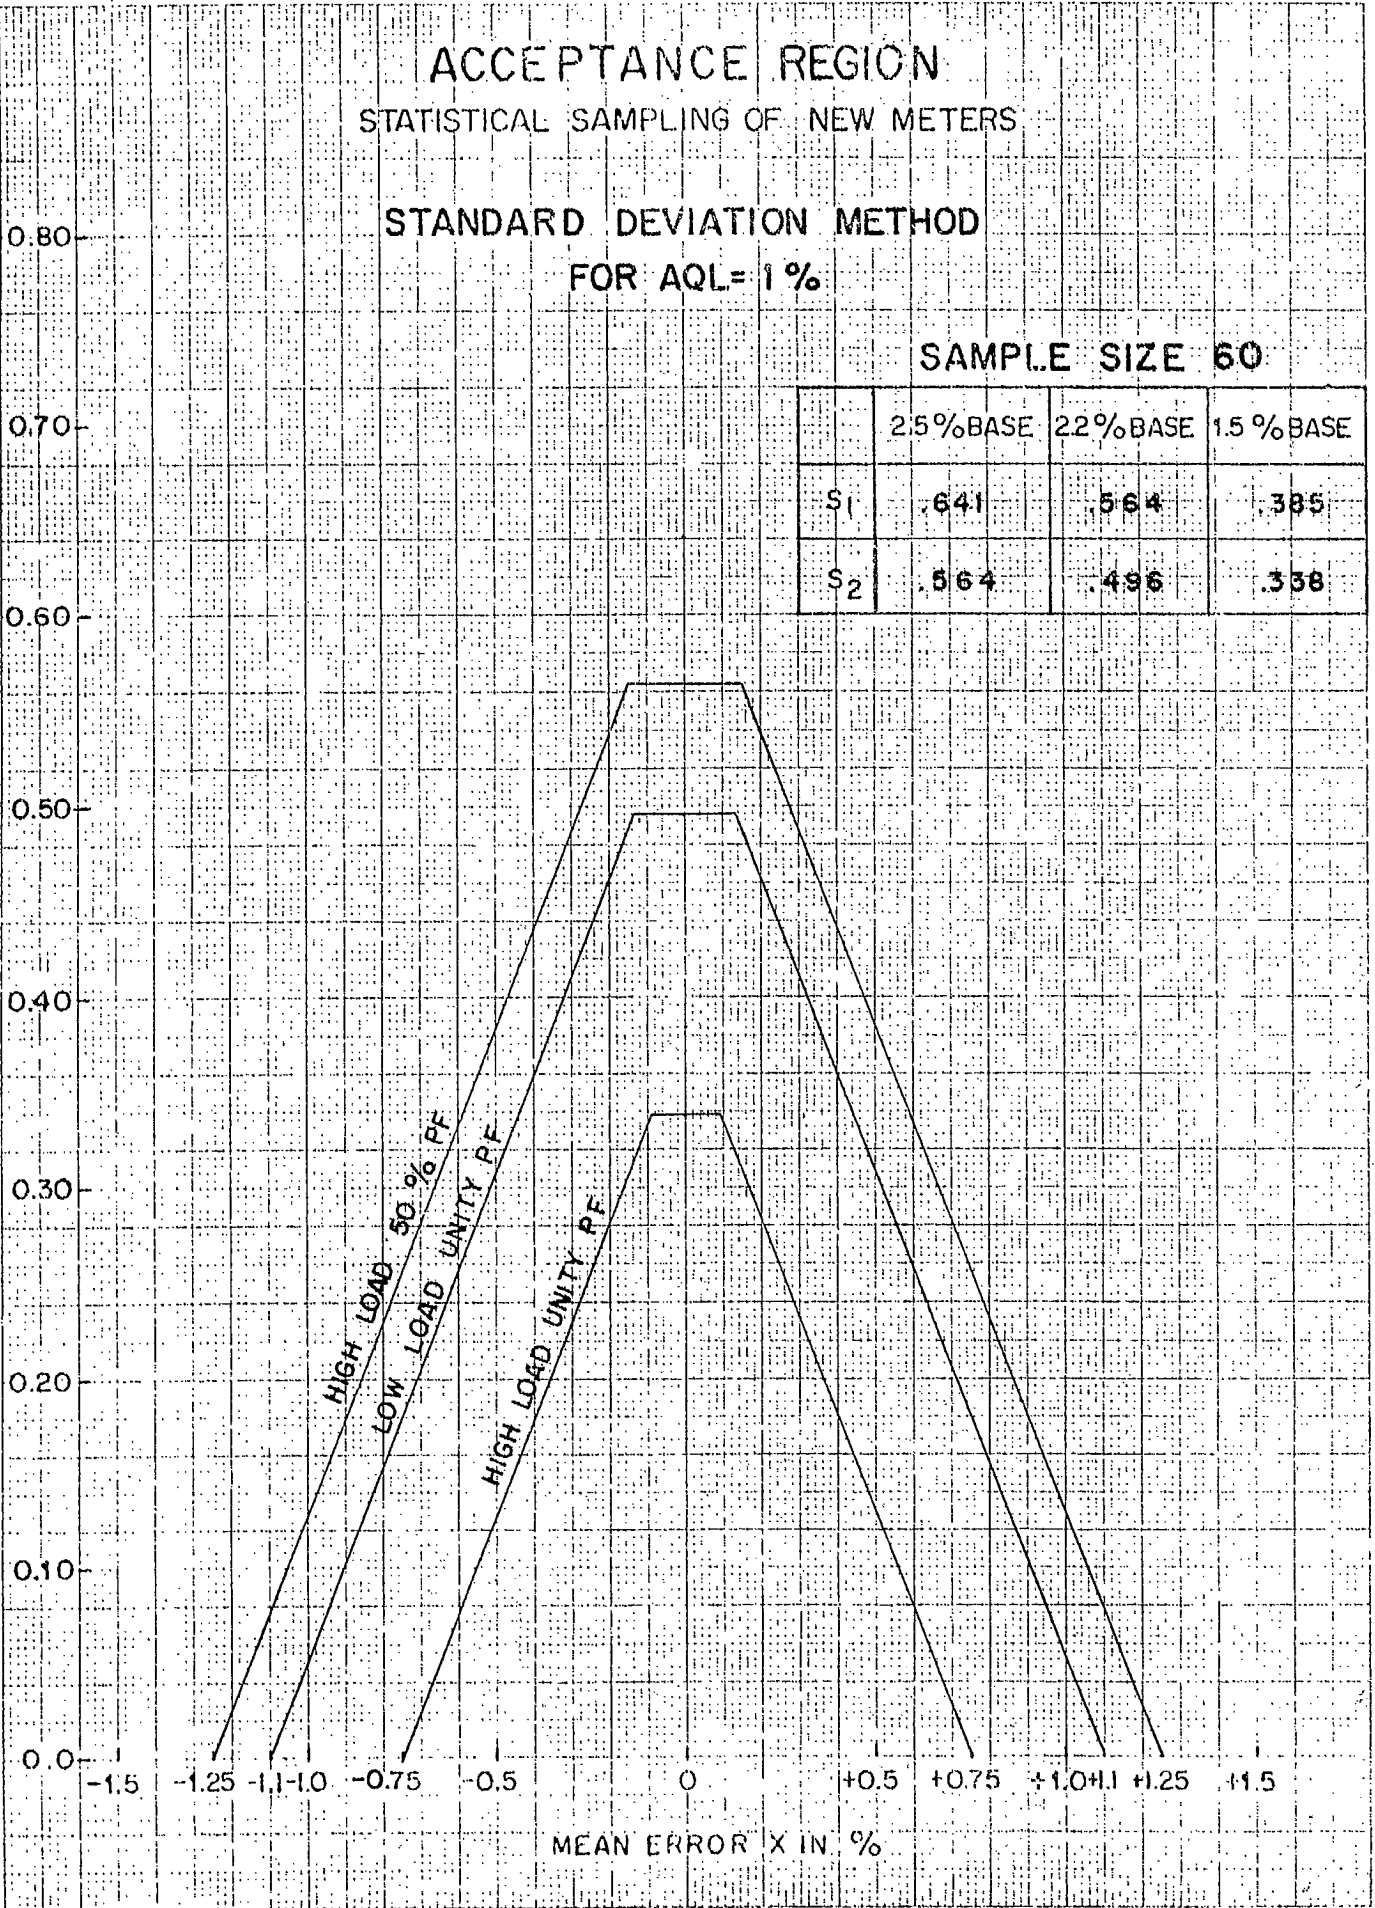 ACCEPTANCE REGION
STATISTICAL SAMPLING OF NEW METERS
STANDARD DEVIATION METHOD
FOR AQL= 1 %
SAMPLE SIZE 60
2.5 % BASE 2.2 % BASE 1.5 % BASE
S1 .641 .564 .385
S2 .564 .496 .338
0.80
0.70
0.60
0.50
0.40
0.30
0.20
0.10
0.0
HIGH LOAD 50 % PF
LOW LOAD UNITY PF
HIGH LOAD UNITY PF
-1.5 -1.25 -1.1 -1.0 -0.75 -0.5 0 +0.5 +0.75 +1.0 +1.1 +1.25 +1.5
MEAN ERROR X IN %